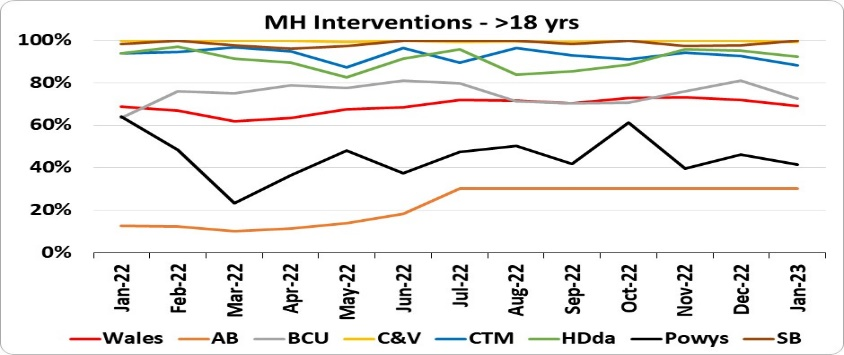 MH Interventions - >18 yrs
100%
80%
60%
40%
20%
0%
Jan-22 Feb-22 Mar-22 Apr-22 May-22 Jun-22 Jul-22 Aug-22 Sep-22 Oct-22 Nov-22 Dec-22 Jan-23
Wales AB BCU C&V CTM HDda Powys SB